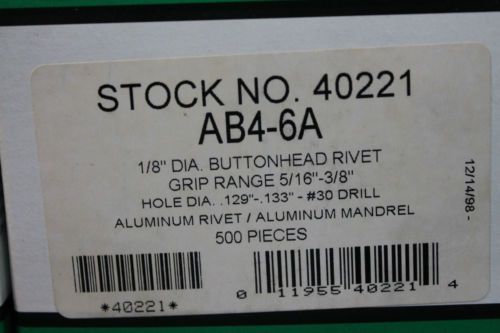 STOCK NO. 40221
AB4-6A
1/8" DIA. BUTTONHEAD RIVET
GRIP RANGE 5/16"-3/8"
HOLE DIA. .129"-.133" - #30 DRILL
ALUMINUM RIVET / ALUMINUM MANDREL
500 PIECES
*40221*
0 11955 40221 4
12/14/98 -